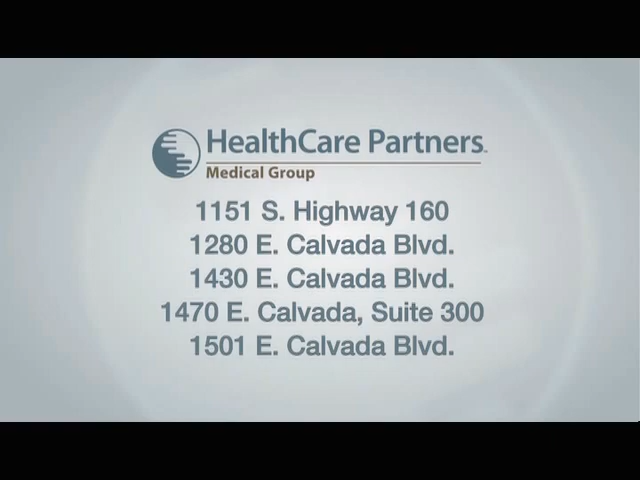 HealthCare Partners
Medical Group
1151 S. Highway 160
1280 E. Calvada Blvd.
1430 E. Calvada Blvd.
1470 E. Calvada, Suite 300
1501 E. Calvada Blvd.